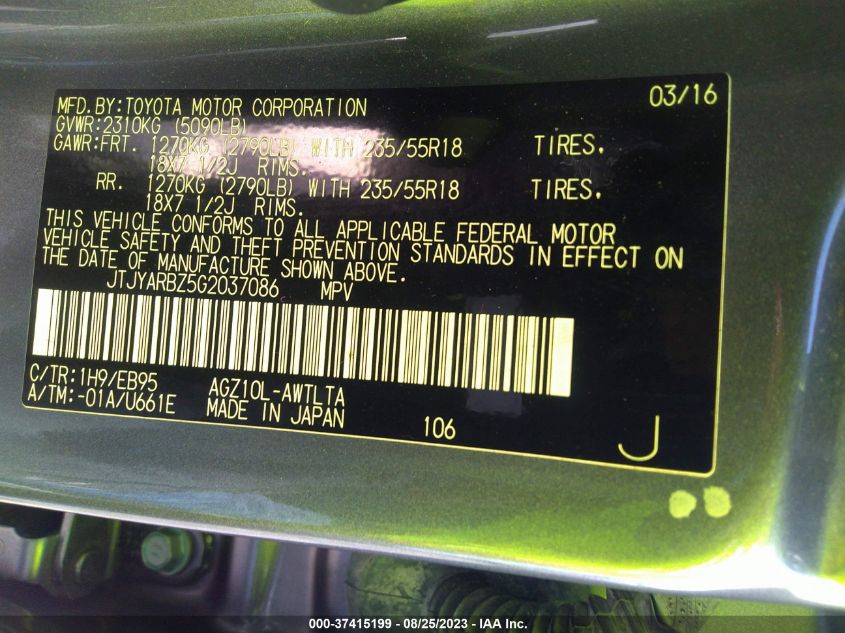 MFD.BY:TOYOTA MOTOR CORPORATION 03/16
GVWR:2310KG (5090LB)
GAWR:FRT. 1270KG (2790LB) WITH 235/55R18 TIRES.
18X7 1/2J RIMS.
RR. 1270KG (2790LB) WITH 235/55R18 TIRES.
18X7 1/2J RIMS.
THIS VEHICLE CONFORMS TO ALL APPLICABLE FEDERAL MOTOR
VEHICLE SAFETY AND THEFT PREVENTION STANDARDS IN EFFECT ON
THE DATE OF MANUFACTURE SHOWN ABOVE.
JTJYARBZ5G2037086 MPV
C/TR:1H9/EB95 AGZ10L-AWTLTA
A/TM:-01A/U661E MADE IN JAPAN 106 J
000-37415199 - 08/25/2023 - IAA Inc.